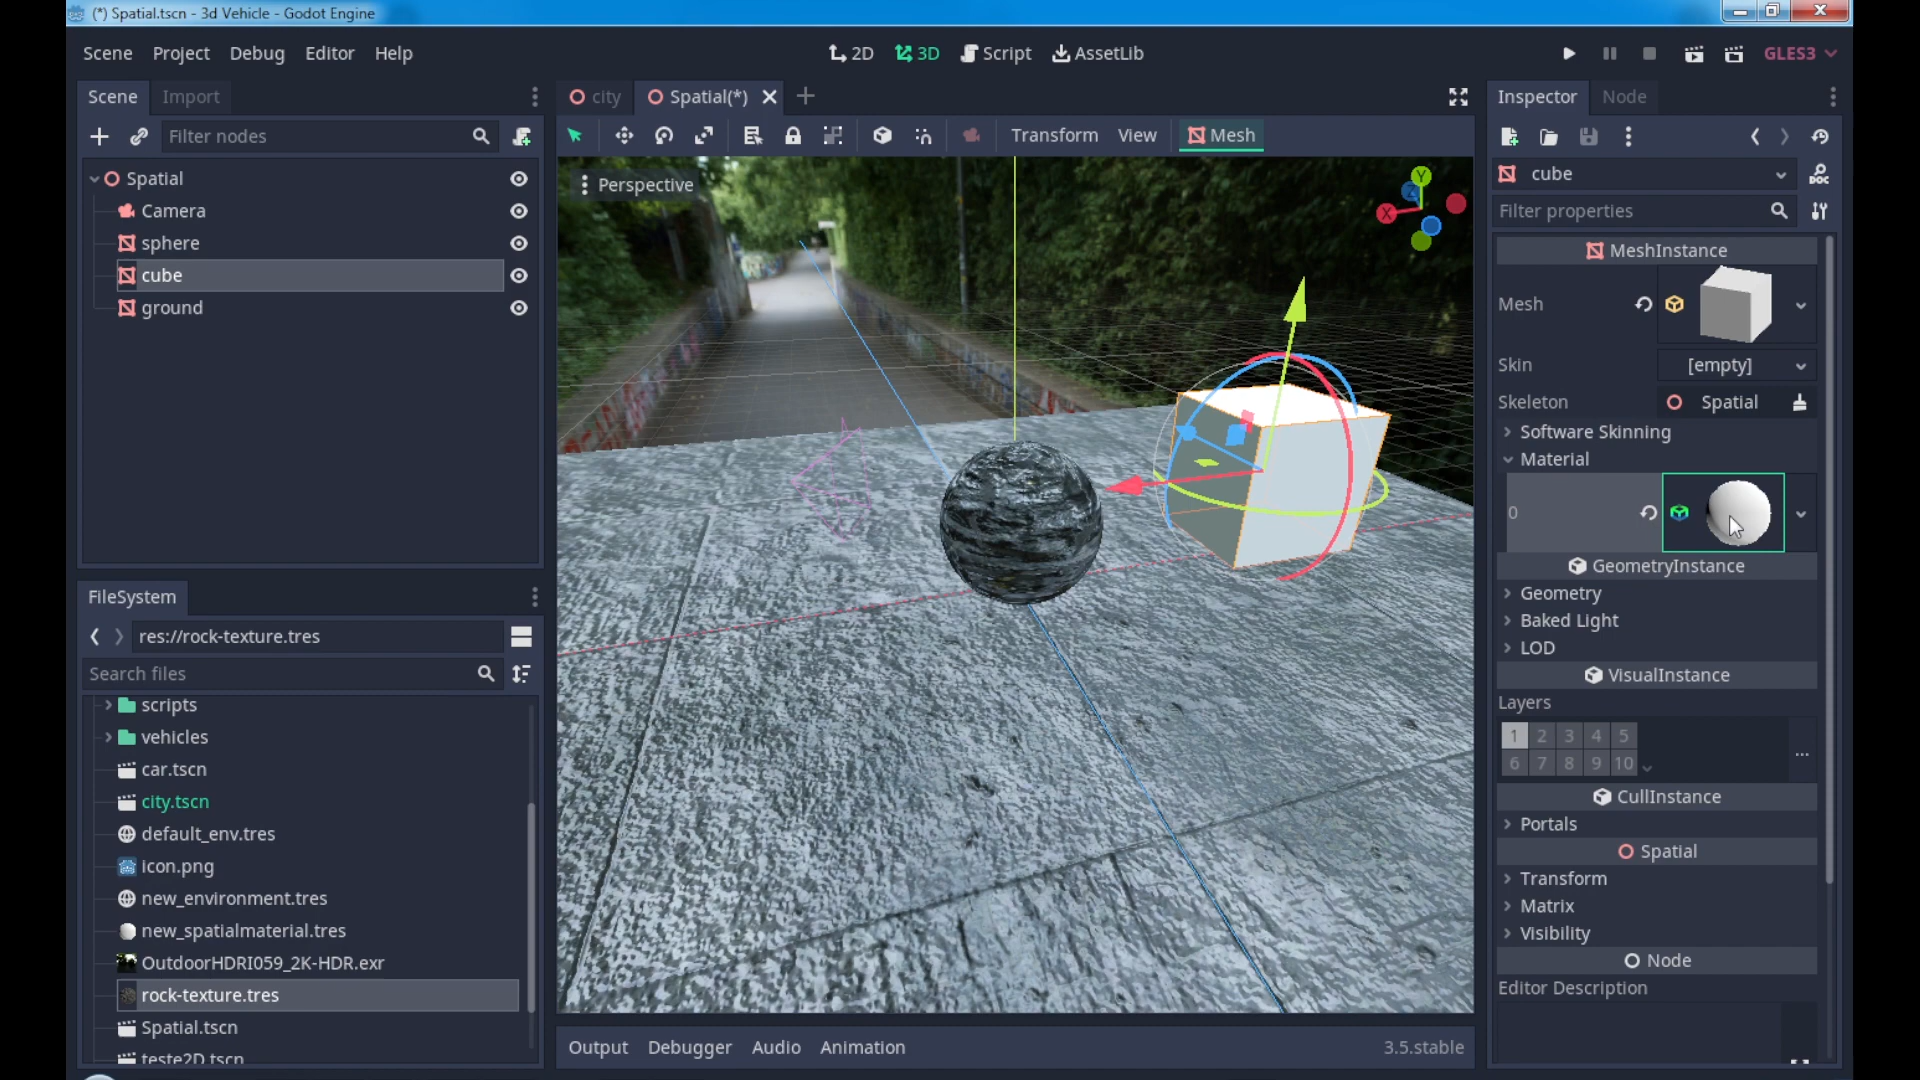 (*) Spatial.tscn - 3d Vehicle - Godot Engine
Scene Project Debug Editor Help
2D 3D Script AssetLib
GLES3
Scene Import
Filter nodes
Spatial
Camera
sphere
cube
ground
FileSystem
res://rock-texture.tres
Search files
scripts
vehicles
car.tscn
city.tscn
default_env.tres
icon.png
new_environment.tres
new_spatialmaterial.tres
OutdoorHDRI059_2K-HDR.exr
rock-texture.tres
Spatial.tscn
teste2D.tscn
city Spatial(*)
Transform View Mesh
Perspective
Y
Z
X
Output Debugger Audio Animation 3.5.stable
Inspector Node
cube
DOC
Filter properties
MeshInstance
Mesh
Skin [empty]
Skeleton Spatial
Software Skinning
Material
0
GeometryInstance
Geometry
Baked Light
LOD
VisualInstance
Layers
1 2 3 4 5
6 7 8 9 10
...
CullInstance
Portals
Spatial
Transform
Matrix
Visibility
Node
Editor Description